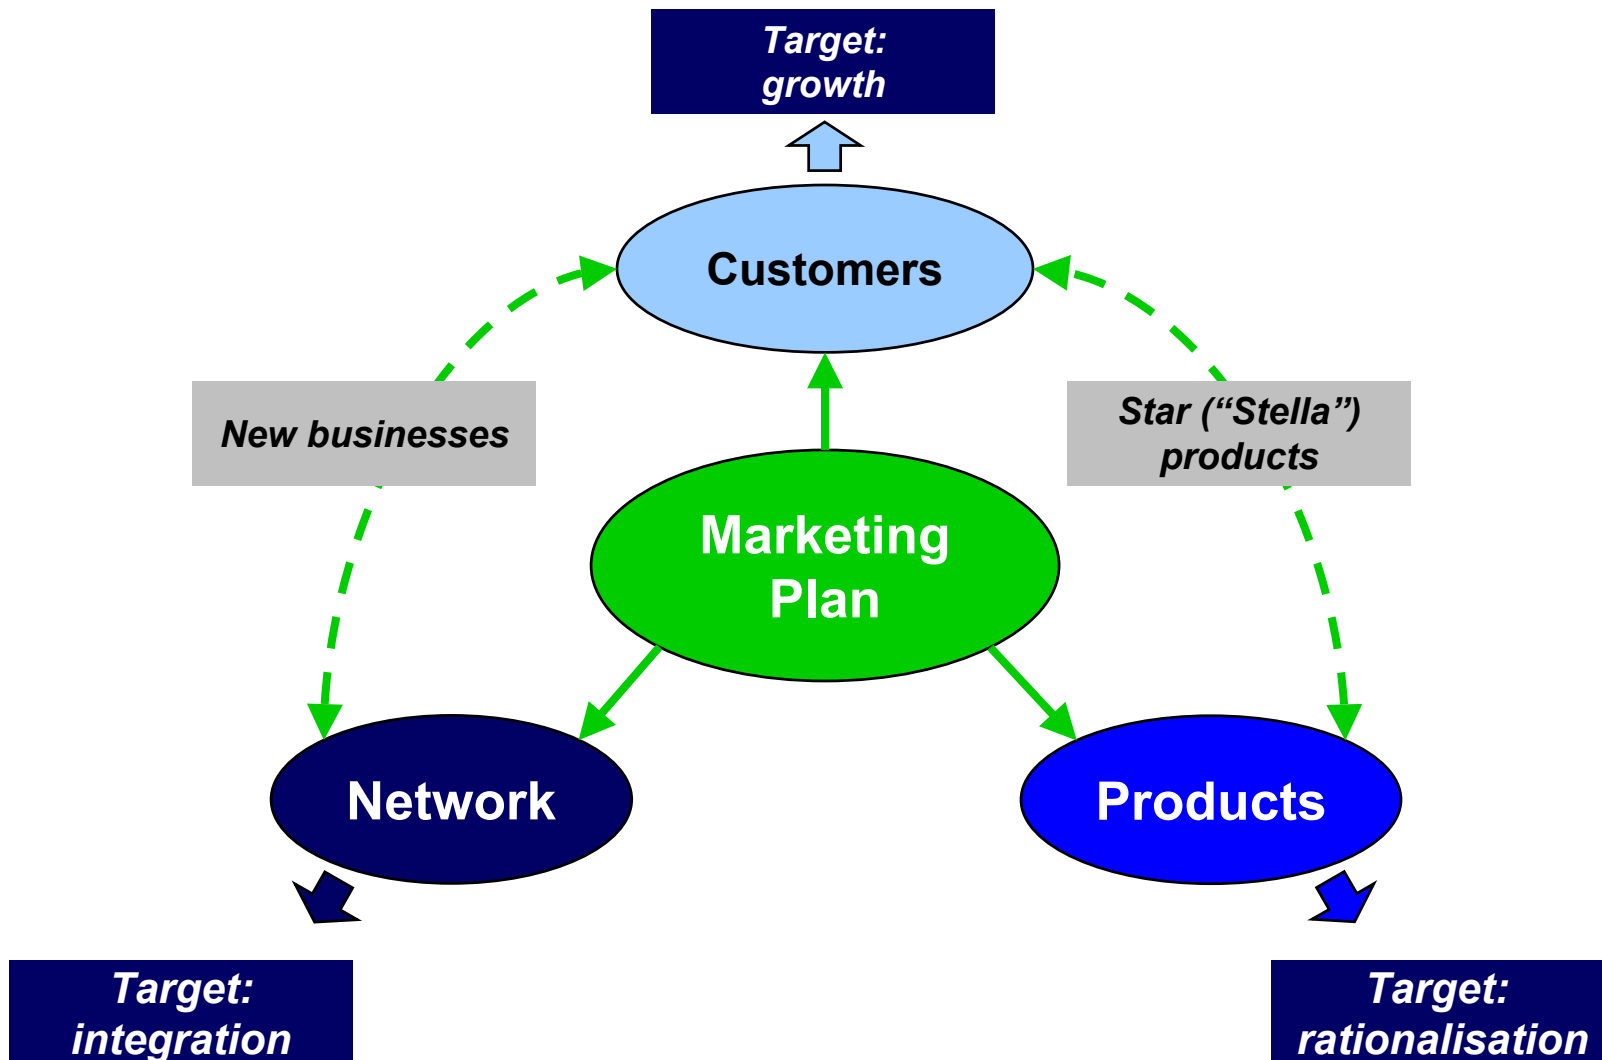 Target:
growth
Customers
New businesses
Star (“Stella”)
products
Marketing
Plan
Network
Products
Target:
integration
Target:
rationalisation